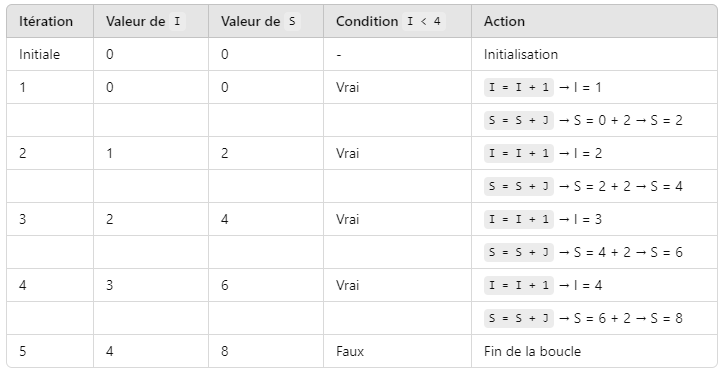 Itération Valeur de I Valeur de S Condition I < 4 Action
Initiale 0 0 - Initialisation
1 0 0 Vrai I = I + 1 → I = 1
S = S + J → S = 0 + 2 → S = 2
2 1 2 Vrai I = I + 1 → I = 2
S = S + J → S = 2 + 2 → S = 4
3 2 4 Vrai I = I + 1 → I = 3
S = S + J → S = 4 + 2 → S = 6
4 3 6 Vrai I = I + 1 → I = 4
S = S + J → S = 6 + 2 → S = 8
5 4 8 Faux Fin de la boucle